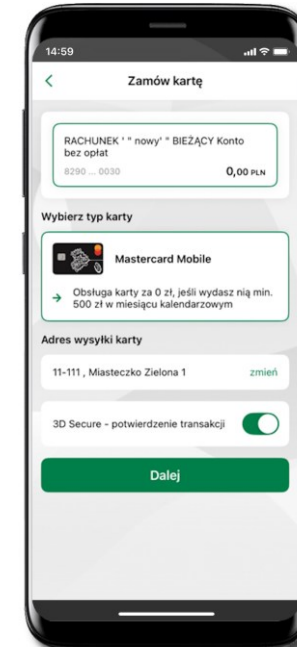 14:59
Zamów kartę
RACHUNEK ' " nowy' " BIEŻĄCY Konto
bez opłat
8290 ... 0030
0,00 PLN
Wybierz typ karty
Mastercard Mobile
→ Obsługa karty za 0 zł, jeśli wydasz nią min.
500 zł w miesiącu kalendarzowym
Adres wysyłki karty
11-111 , Miasteczko Zielona 1
zmień
3D Secure - potwierdzenie transakcji
Dalej